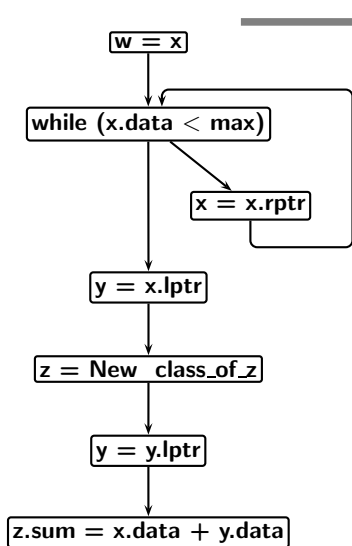 w = x
while (x.data < max)
x = x.rptr
y = x.lptr
z = New class_of_z
y = y.lptr
z.sum = x.data + y.data